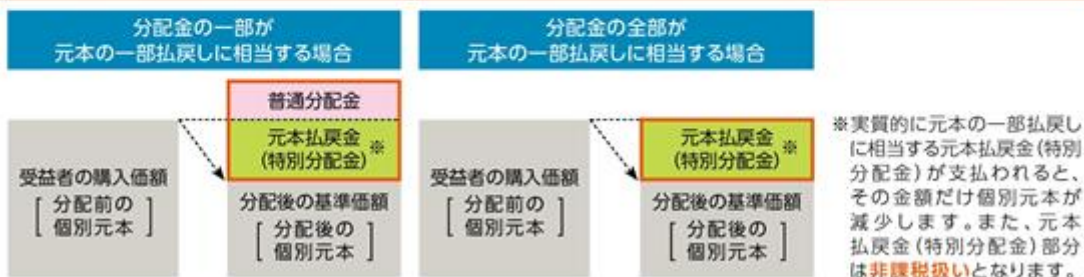 分配金の一部が
元本の一部払戻しに相当する場合
普通分配金
元本払戻金 ※
(特別分配金)
受益者の購入価額
[ 分配前の
個別元本 ]
分配後の基準価額
[ 分配後の
個別元本 ]
分配金の全部が
元本の一部払戻しに相当する場合
元本払戻金 ※
(特別分配金)
受益者の購入価額
[ 分配前の
個別元本 ]
分配後の基準価額
[ 分配後の
個別元本 ]
※実質的に元本の一部払戻し
に相当する元本払戻金(特別
分配金)が支払われると、
その金額だけ個別元本が
減少します。また、元本
払戻金(特別分配金)部分
は非課税扱いとなります。